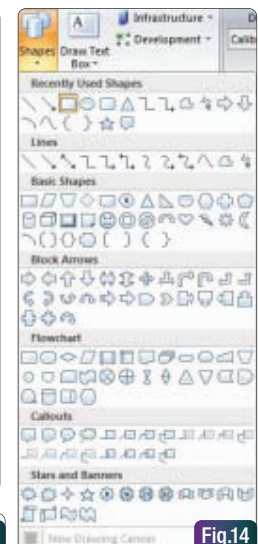 Infrastructure
Shapes Draw Text Development
Box
Recently Used Shapes
Lines
Basic Shapes
Block Arrows
Flowchart
Callouts
Stars and Banners
New Drawing Canvas
Fig.14